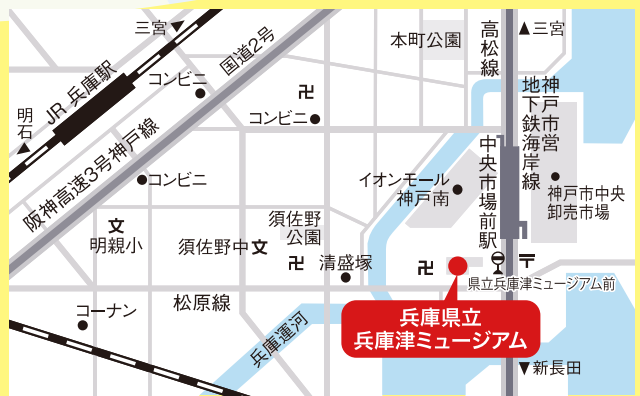 三宮
国道2号
本町公園
高松線
三宮
JR 兵庫駅
コンビニ
明石
コンビニ
阪神高速3号神戸線
コンビニ
神戸市営
地下鉄海岸線
中央市場前駅
イオンモール
神戸南
神戸市中央
卸売市場
文
明親小
須佐野中 文
須佐野
公園
清盛塚
県立兵庫津ミュージアム前
コーナン
松原線
兵庫運河
兵庫県立
兵庫津ミュージアム
新長田